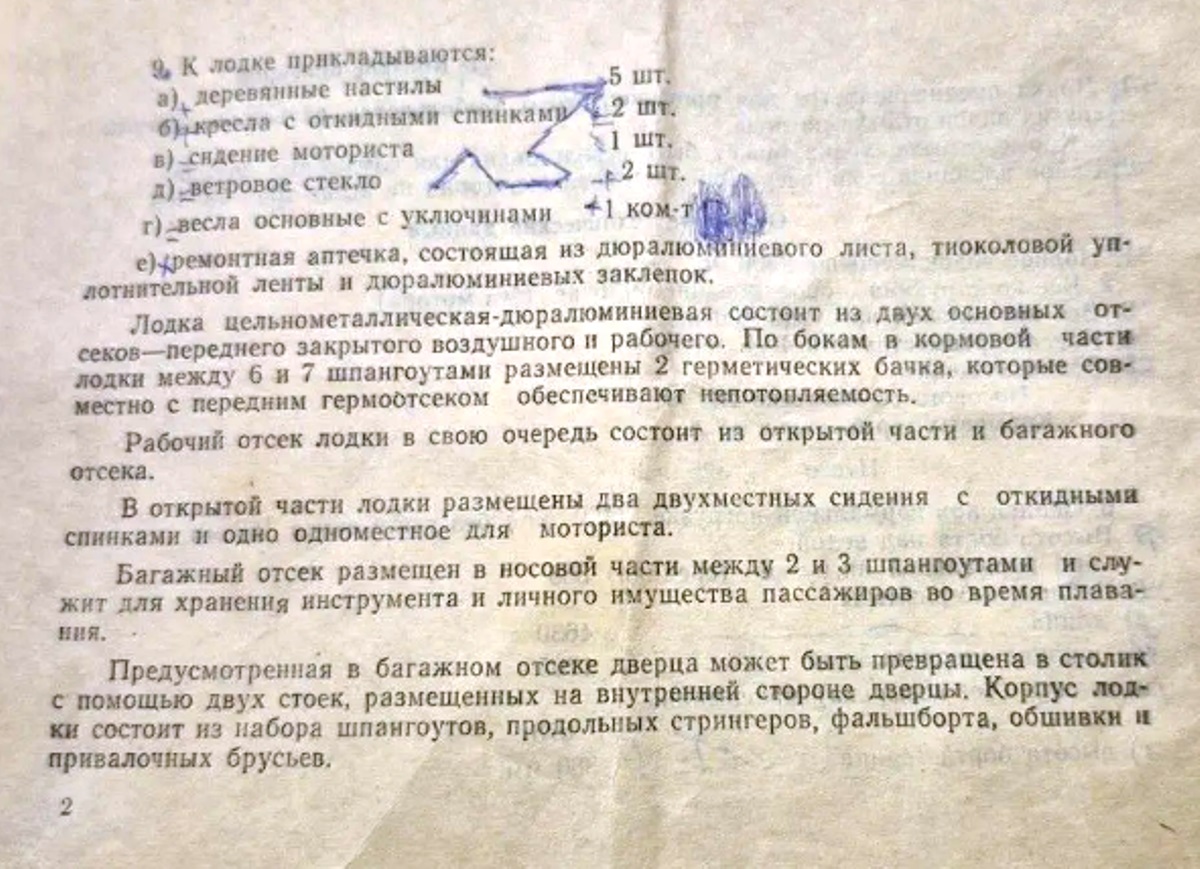 9. К лодке прикладываются:
а) деревянные настилы 5 шт.
б) кресла с откидными спинками 2 шт.
в) сидение моториста 1 шт.
д) ветровое стекло 2 шт.
г) весла основные с уключинами 1 ком-т
е) ремонтная аптечка, состоящая из дюралюминиевого листа, тиоколовой уп-
лотнительной ленты и дюралюминиевых заклепок.
Лодка цельнометаллическая-дюралюминиевая состоит из двух основных от-
секов—переднего закрытого воздушного и рабочего. По бокам в кормовой части
лодки между 6 и 7 шпангоутами размещены 2 герметических бачка, которые сов-
местно с передним гермоотсеком обеспечивают непотопляемость.
Рабочий отсек лодки в свою очередь состоит из открытой части и багажного
отсека.
В открытой части лодки размещены два двухместных сидения с откидными
спинками и одно одноместное для моториста.
Багажный отсек размещен в носовой части между 2 и 3 шпангоутами и слу-
жит для хранения инструмента и личного имущества пассажиров во время плава-
ния.
Предусмотренная в багажном отсеке дверца может быть превращена в столик
с помощью двух стоек, размещенных на внутренней стороне дверцы. Корпус лод-
ки состоит из набора шпангоутов, продольных стрингеров, фальшборта, обшивки и
привалочных брусьев.
2